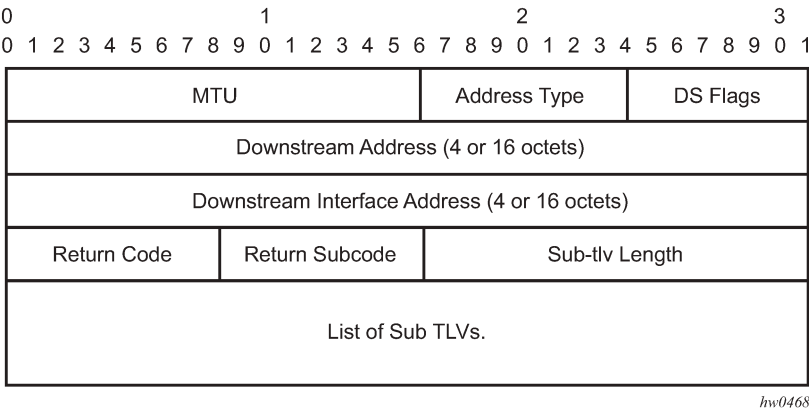 0 1 2 3
0 1 2 3 4 5 6 7 8 9 0 1 2 3 4 5 6 7 8 9 0 1 2 3 4 5 6 7 8 9 0 1
MTU Address Type DS Flags
Downstream Address (4 or 16 octets)
Downstream Interface Address (4 or 16 octets)
Return Code Return Subcode Sub-tlv Length
List of Sub TLVs.
hw0468